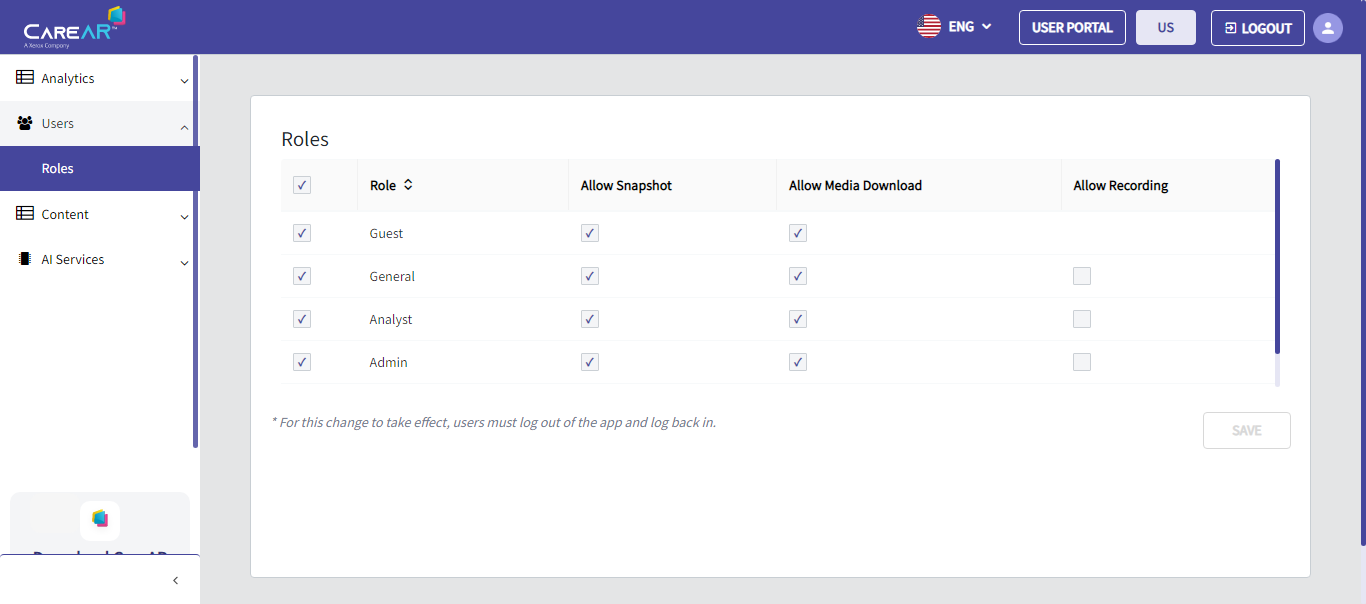 CAREAR™
A Xerox Company
ENG
USER PORTAL
US
LOGOUT
Analytics
Users
Roles
Content
AI Services
Roles
Role Allow Snapshot Allow Media Download Allow Recording
Guest
General
Analyst
Admin
* For this change to take effect, users must log out of the app and log back in.
SAVE
Download CareAR